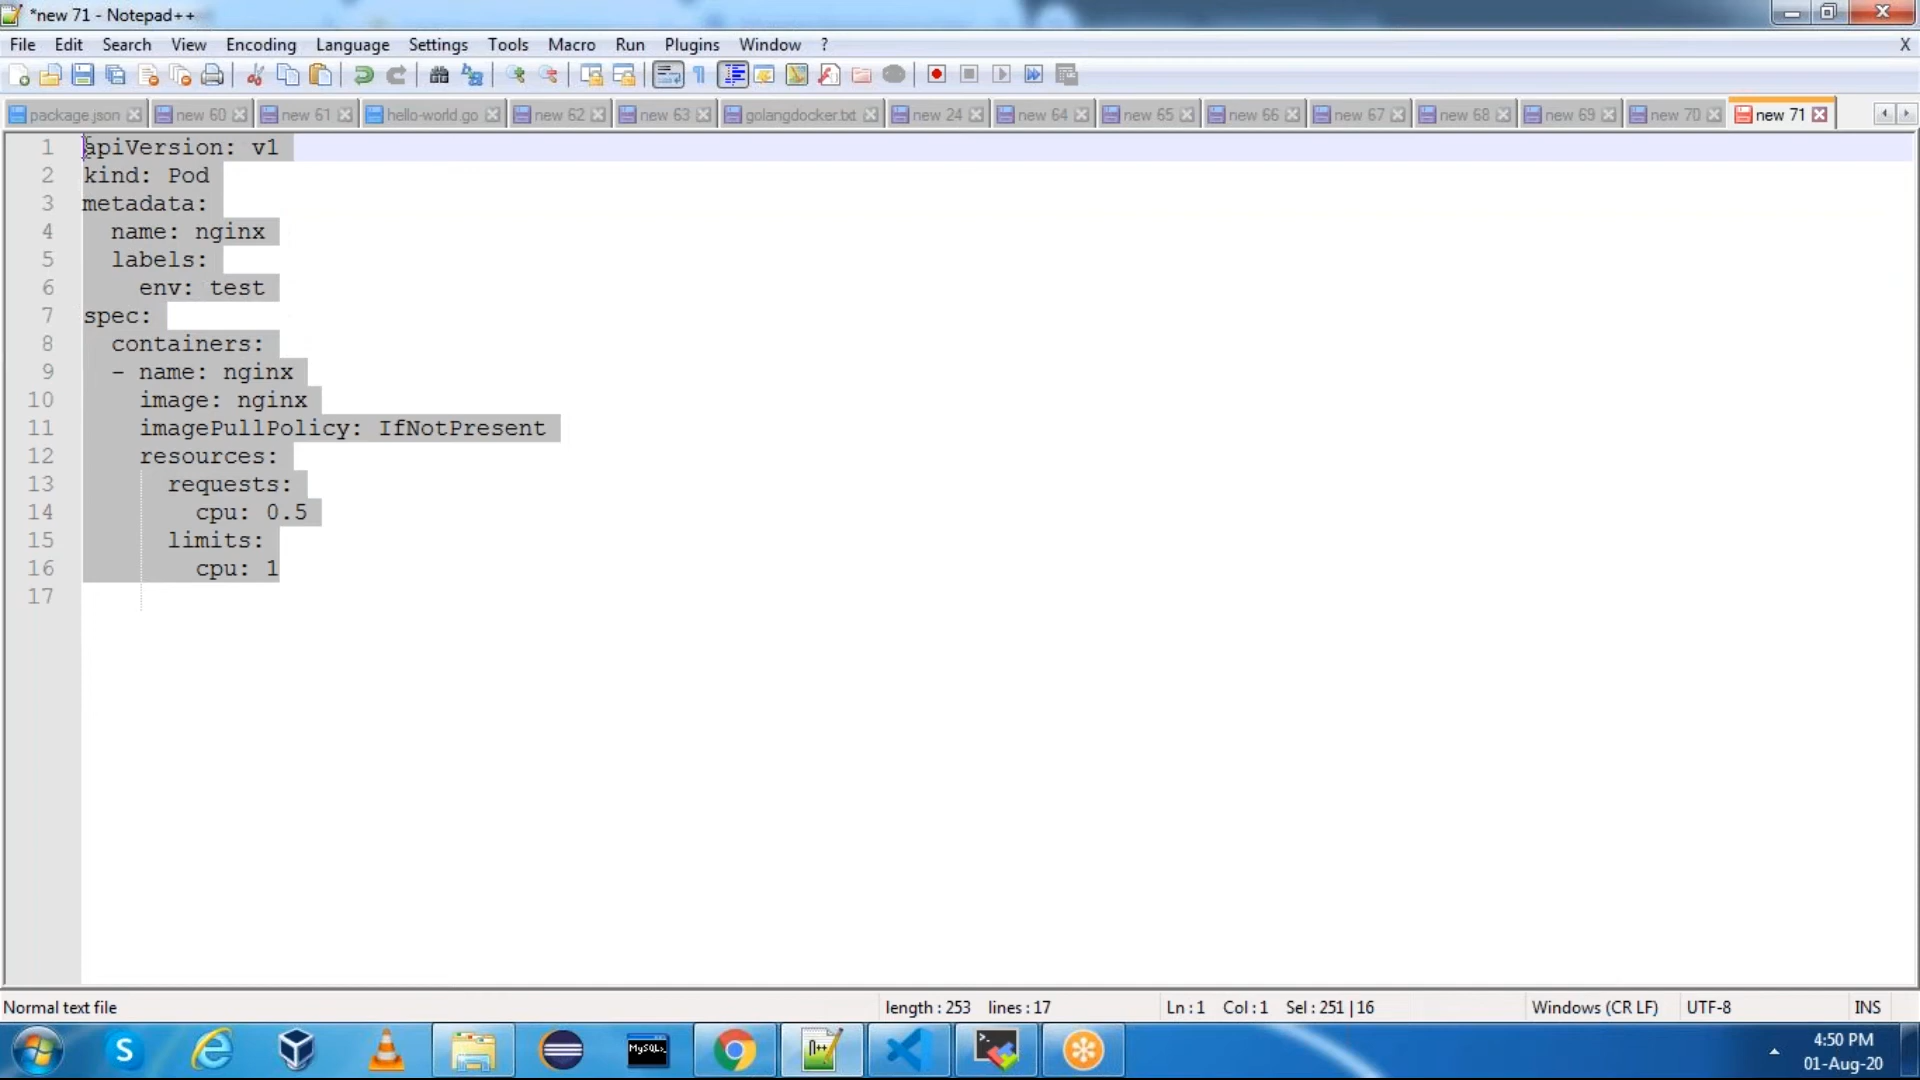 *new 71 - Notepad++
File Edit Search View Encoding Language Settings Tools Macro Run Plugins Window ? X
package.json new 60 new 61 hello-world.go new 62 new 63 golangdocker.txt new 24 new 64 new 65 new 66 new 67 new 68 new 69 new 70 new 71
1 apiVersion: v1
2 kind: Pod
3 metadata:
4 name: nginx
5 labels:
6 env: test
7 spec:
8 containers:
9 - name: nginx
10 image: nginx
11 imagePullPolicy: IfNotPresent
12 resources:
13 requests:
14 cpu: 0.5
15 limits:
16 cpu: 1
17
Normal text file length : 253 lines : 17 Ln : 1 Col : 1 Sel : 251 | 16 Windows (CR LF) UTF-8 INS
MySQL>
4:50 PM
01-Aug-20